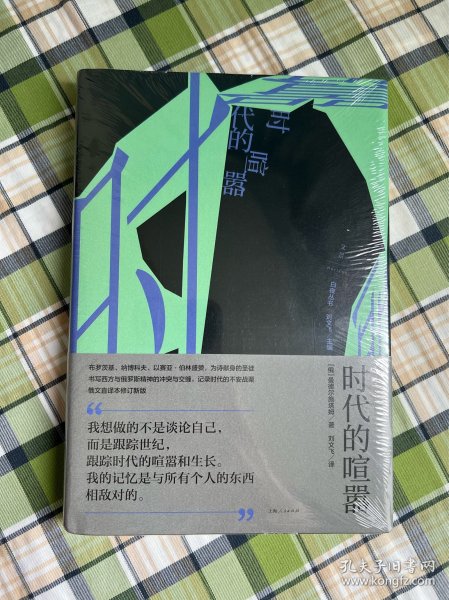 时
代的
喧
嚣
白夜丛书 刘文飞/主编
布罗茨基、纳博科夫、以赛亚·伯林盛赞,为诗献身的圣徒
书写西方与俄罗斯精神的冲突与交锋,记录时代的不安战栗
俄文直译本修订新版
“
我想做的不是谈论自己,
而是跟踪世纪,
跟踪时代的喧嚣和生长。
我的记忆是与所有个人的东西
相敌对的。
”
上海人民出版社
时代的喧嚣
[俄] 曼德尔施塔姆/著
刘文飞/译
孔夫子旧书网
www.kongfz.com